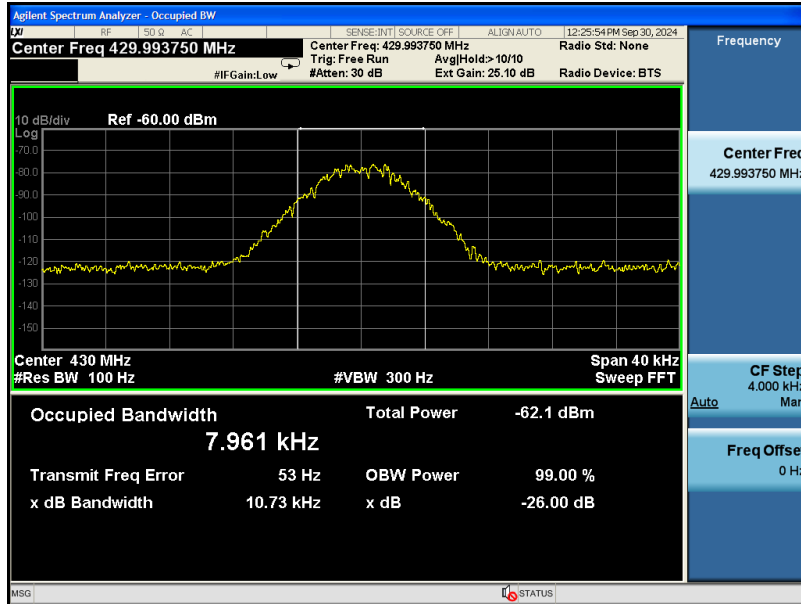 Agilent Spectrum Analyzer - Occupied BW
LXI RF 50 Ω AC SENSE:INT SOURCE OFF ALIGN AUTO 12:25:54 PM Sep 30, 2024
Center Freq 429.993750 MHz
Center Freq: 429.993750 MHz Radio Std: None
Trig: Free Run Avg|Hold:>10/10
#IFGain:Low #Atten: 30 dB Ext Gain: 25.10 dB Radio Device: BTS
10 dB/div Ref -60.00 dBm
Log
-70.0
-80.0
-90.0
-100
-110
-120
-130
-140
-150
Center 430 MHz Span 40 kHz
#Res BW 100 Hz #VBW 300 Hz Sweep FFT
Occupied Bandwidth Total Power -62.1 dBm
7.961 kHz
Transmit Freq Error 53 Hz OBW Power 99.00 %
x dB Bandwidth 10.73 kHz x dB -26.00 dB
MSG STATUS
Frequency
Center Freq
429.993750 MHz
CF Step
4.000 kHz
Auto Man
Freq Offset
0 Hz